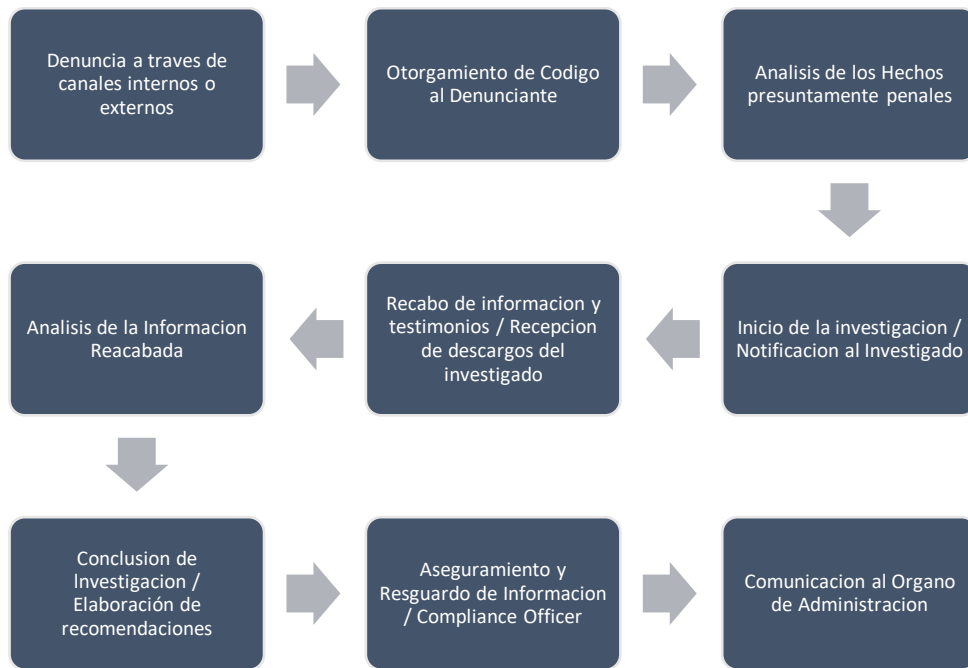 Denuncia a traves de
canales internos o
externos
Otorgamiento de Codigo
al Denunciante
Analisis de los Hechos
presuntamente penales
Inicio de la investigacion /
Notificacion al Investigado
Recabo de informacion y
testimonios / Recepcion
de descargos del
investigado
Analisis de la Informacion
Reacabada
Conclusion de
Investigacion /
Elaboración de
recomendaciones
Aseguramiento y
Resguardo de Informacion
/ Compliance Officer
Comunicacion al Organo
de Administracion